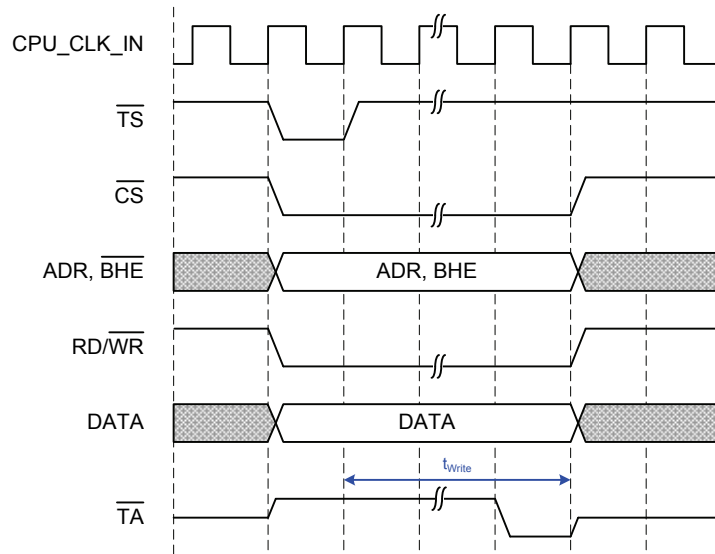 CPU_CLK_IN
TS
CS
ADR, BHE
ADR, BHE
RD/WR
DATA
DATA
tWrite
TA